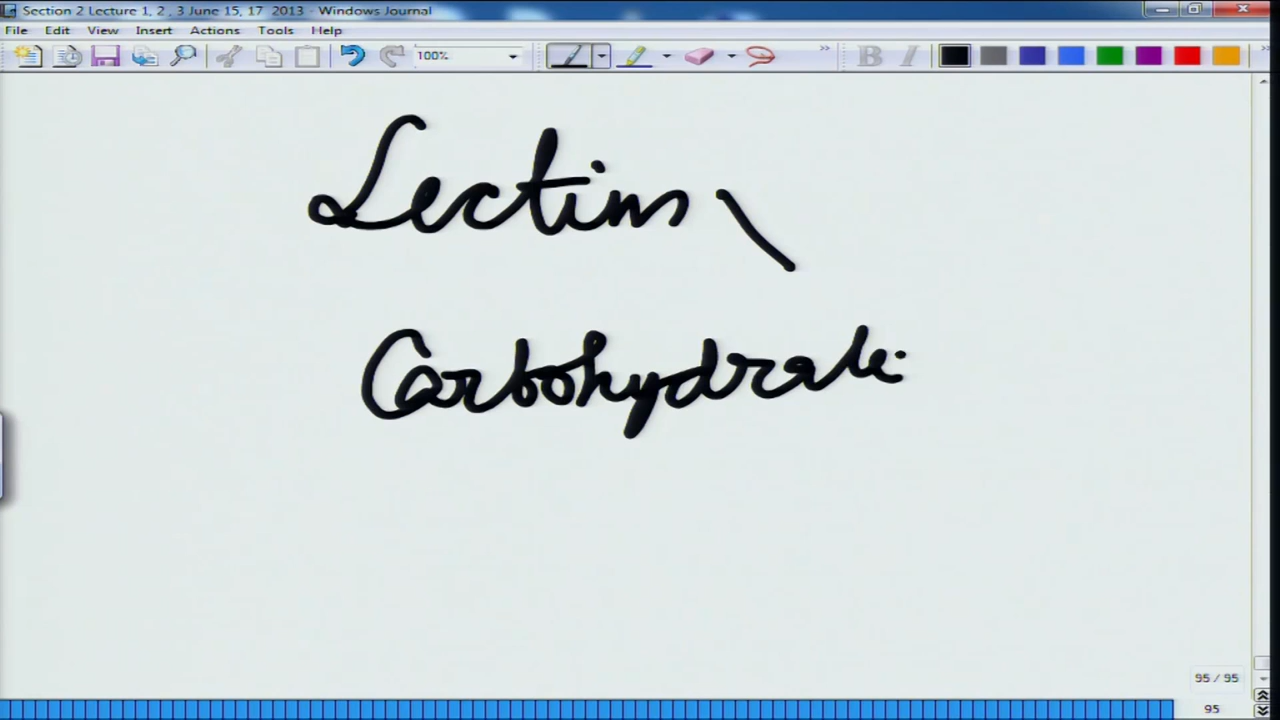 Section 2 Lecture 1, 2 , 3 June 15, 17 2013 - Windows Journal
File Edit View Insert Actions Tools Help
100% B I
Lectins \
Carbohydrate
95 / 95
95